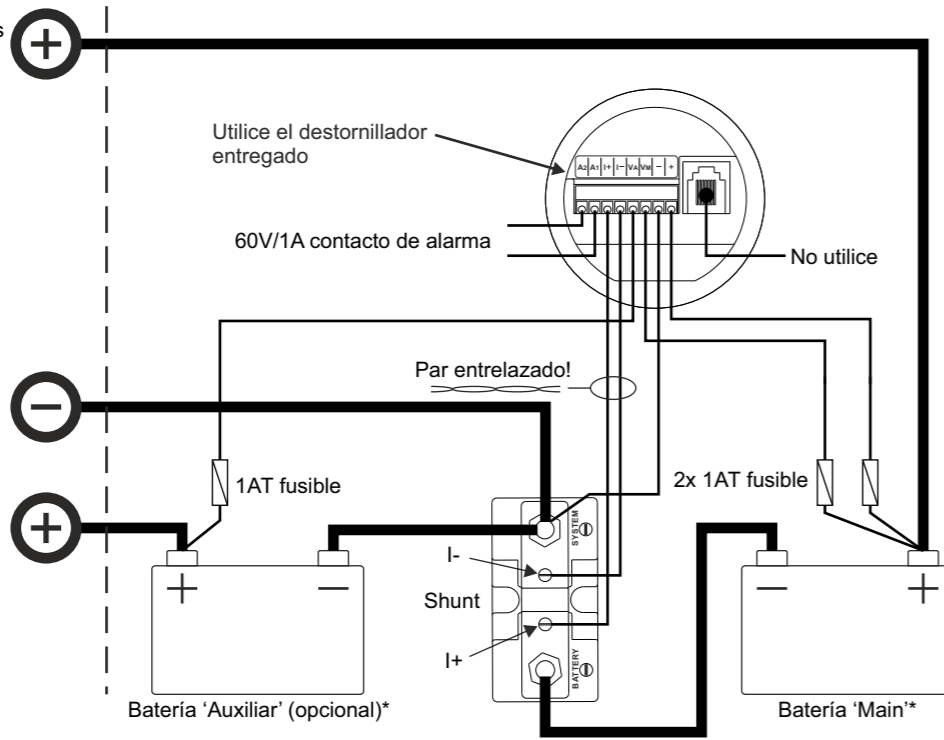 s
+
Utilice el destornillador
entregado
A2 A1 I+ I- VA VM - +
60V/1A contacto de alarma
No utilice
Par entrelazado!
-
1AT fusible
2x 1AT fusible
+
SYSTEM
I-
+ -
Shunt
- +
I+
BATTERY
Batería ‘Auxiliar’ (opcional)*
Batería ‘Main’*